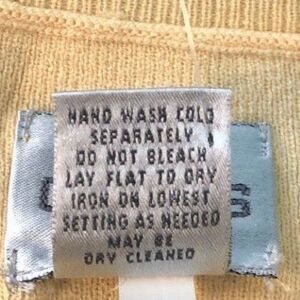 HAND WASH COLD
SEPARATELY
DO NOT BLEACH
LAY FLAT TO DRY
IRON ON LOWEST
SETTING AS NEEDED
MAY BE
DRY CLEANED